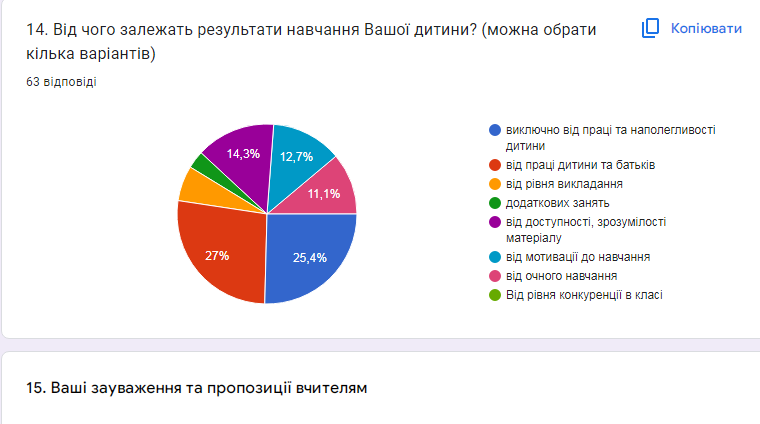 14. Від чого залежать результати навчання Вашої дитини? (можна обрати
кілька варіантів)
Копіювати
63 відповіді
14,3%
12,7%
11,1%
27%
25,4%
виключно від праці та наполегливості
дитини
від праці дитини та батьків
від рівня викладання
додаткових занять
від доступності, зрозумілості
матеріалу
від мотивації до навчання
від очного навчання
Від рівня конкуренції в класі
15. Ваші зауваження та пропозиції вчителям